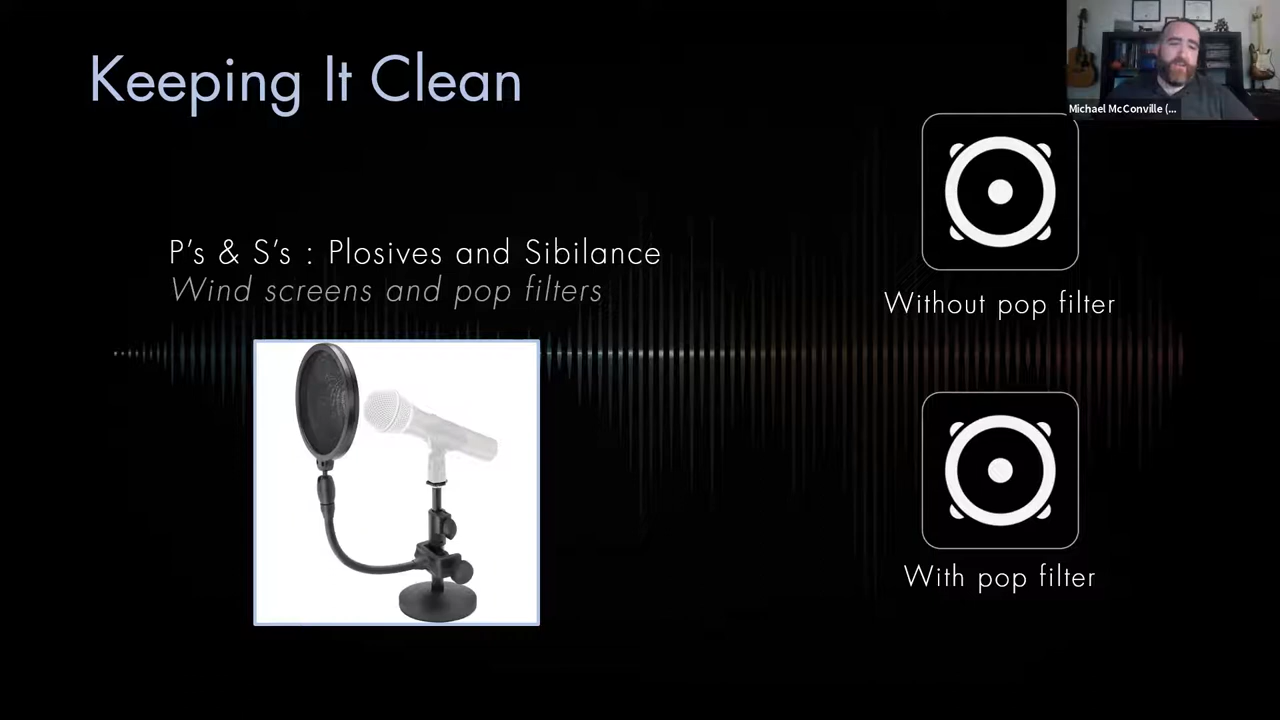 Keeping It Clean
Michael McConville (...
P's & S's : Plosives and Sibilance
Wind screens and pop filters
Without pop filter
With pop filter